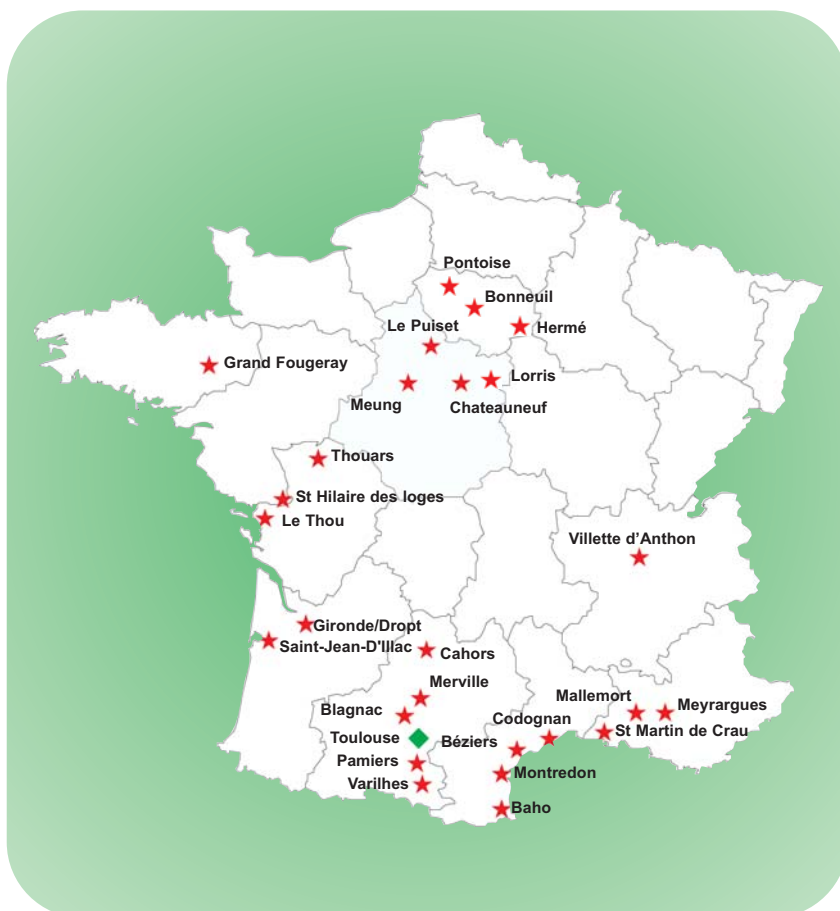 Pontoise
Bonneuil
Le Puiset
Hermé
Grand Fougeray
Lorris
Meung
Chateauneuf
Thouars
St Hilaire des loges
Le Thou
Villette d’Anthon
Gironde/Dropt
Saint-Jean-D'Illac
Cahors
Merville
Mallemort
Meyrargues
Blagnac
Codognan
St Martin de Crau
Toulouse
Béziers
Pamiers
Montredon
Varilhes
Baho